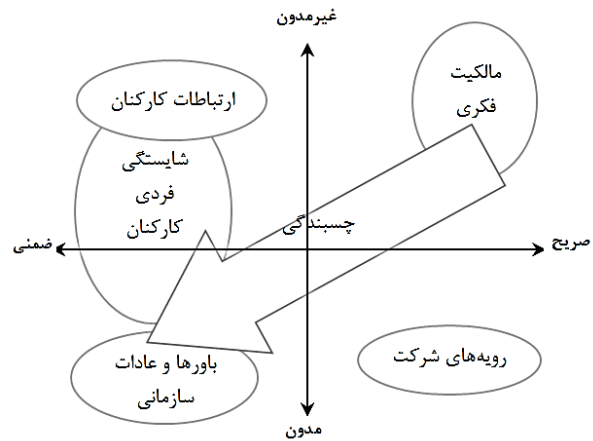 غیرمدون
مالکیت
فکری
ارتباطات کارکنان
شایستگی
فردی
کارکنان
چسبندگی
صریح
ضمنی
رویه‌های شرکت
باورها و عادات
سازمانی
مدون